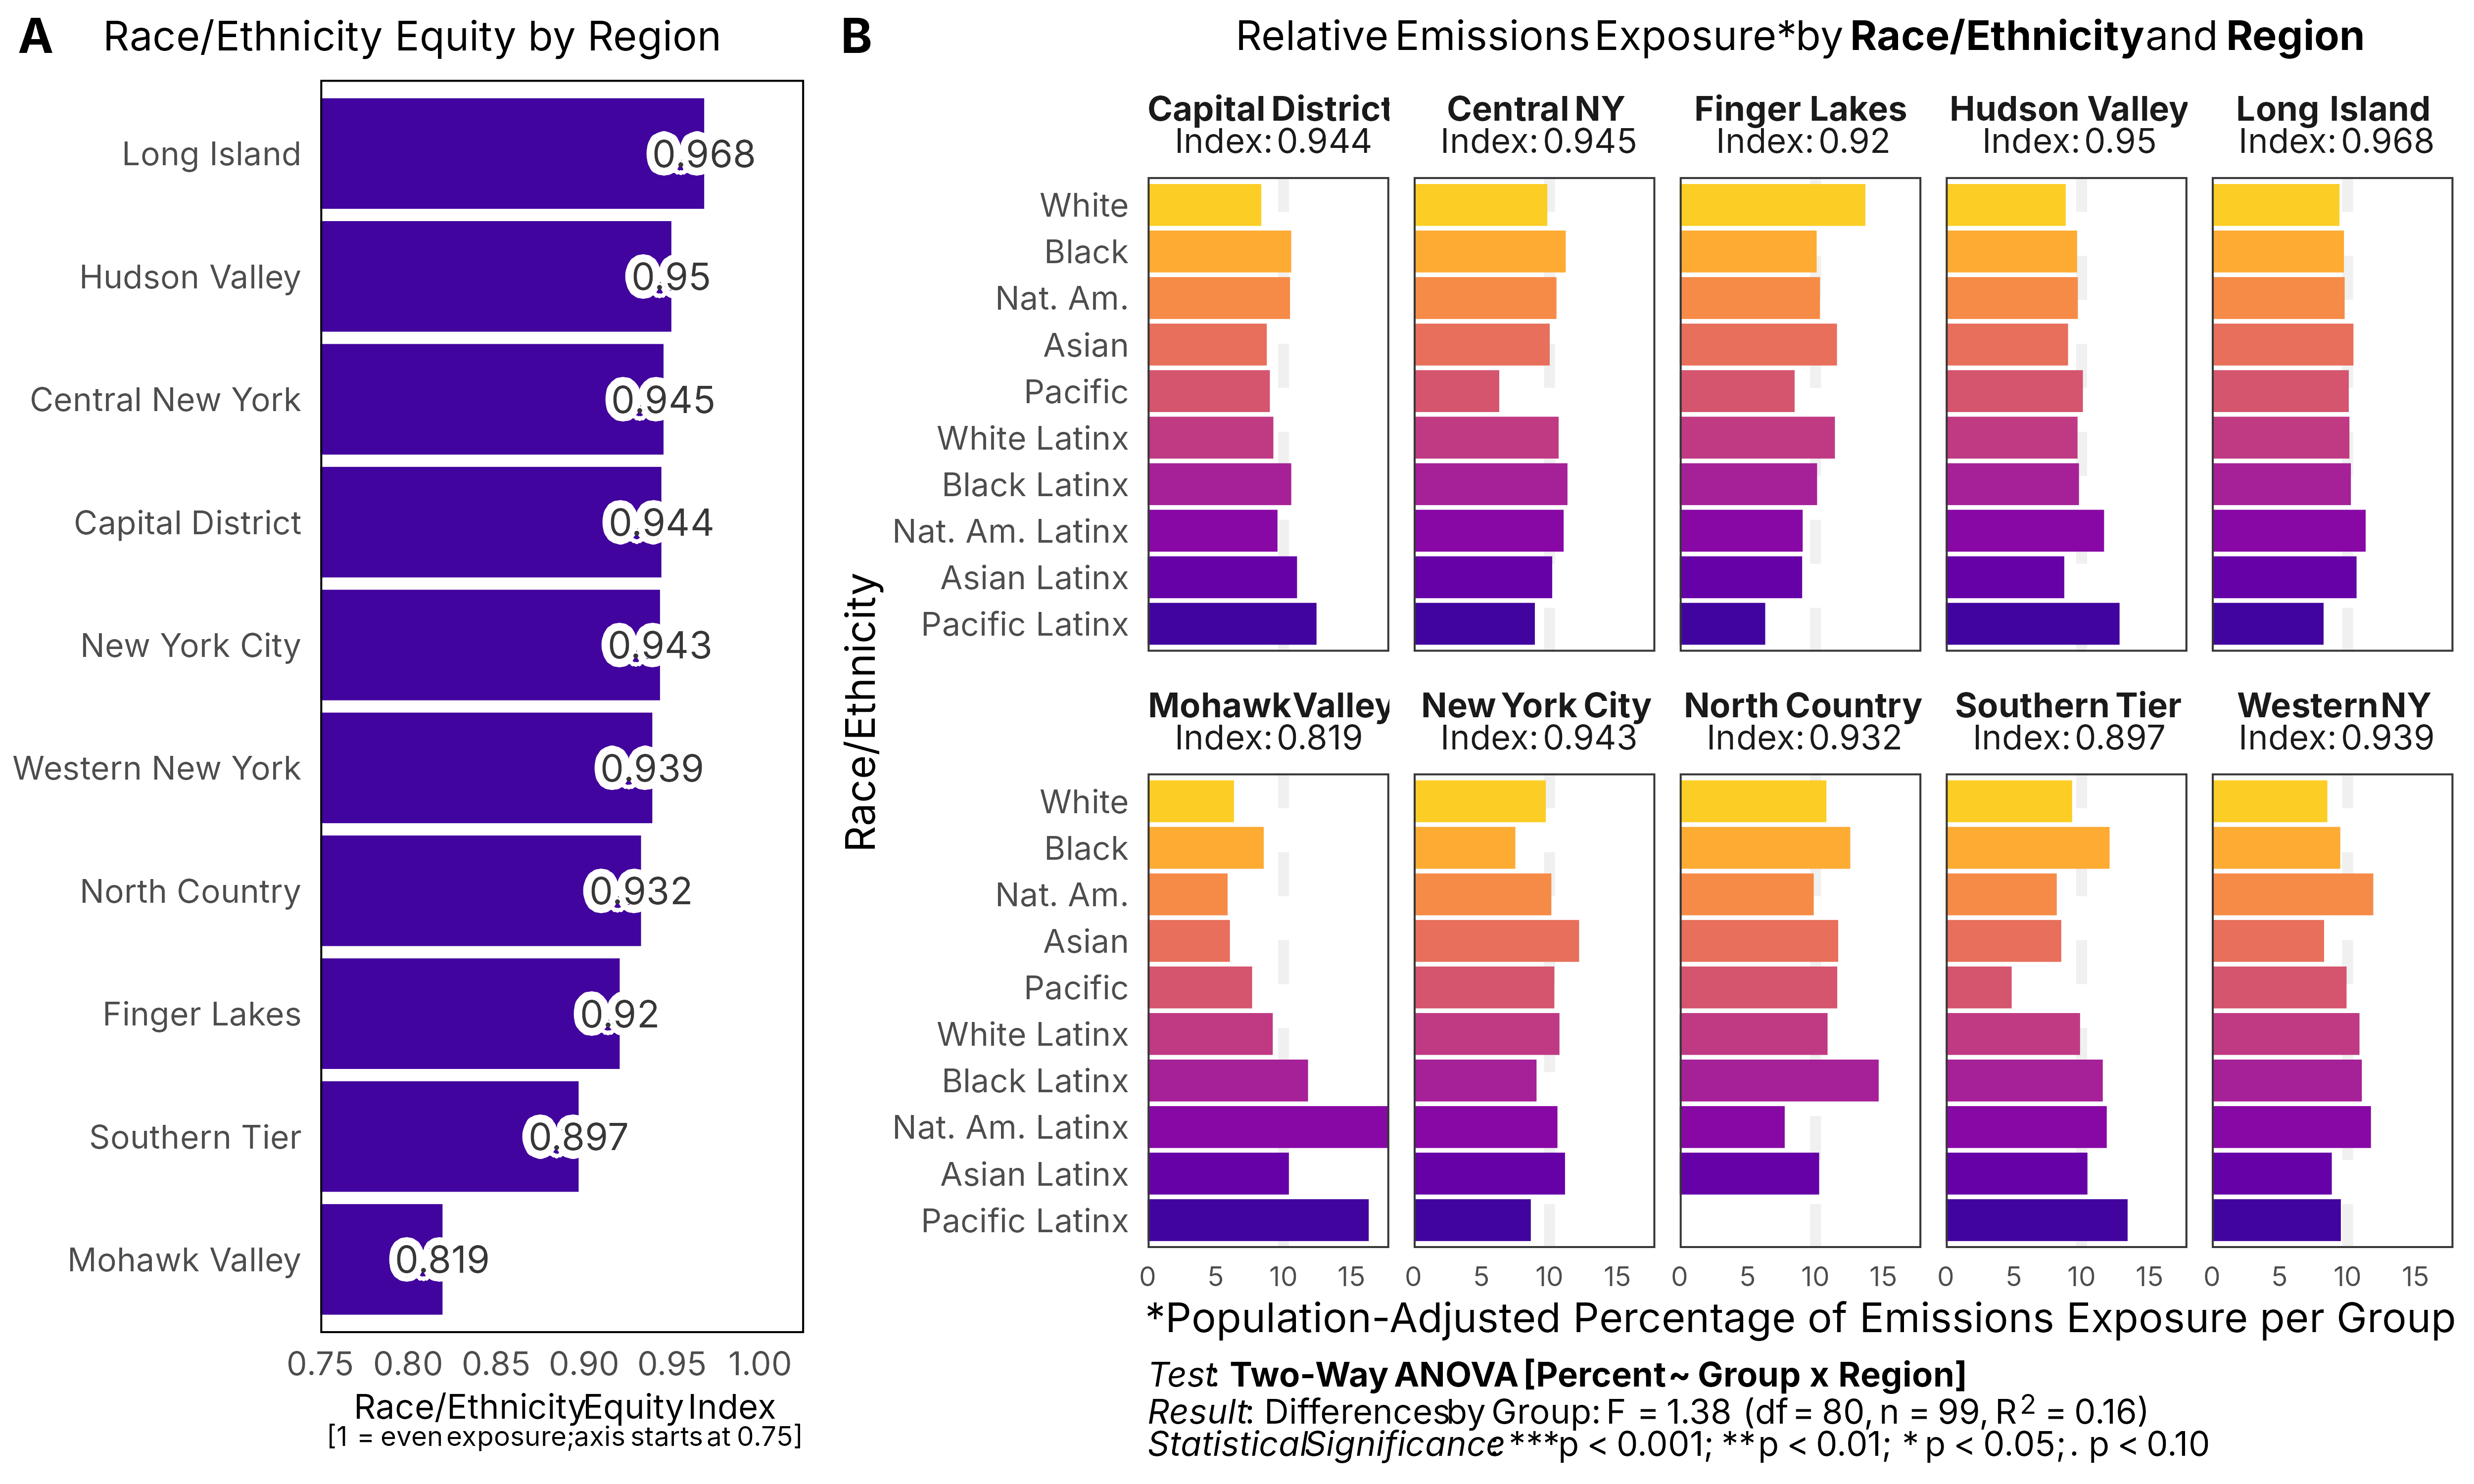 A Race/Ethnicity Equity by Region
Long Island 0.968
Hudson Valley 0.95
Central New York 0.945
Capital District 0.944
New York City 0.943
Western New York 0.939
North Country 0.932
Finger Lakes 0.92
Southern Tier 0.897
Mohawk Valley 0.819
0.75 0.80 0.85 0.90 0.95 1.00
Race/Ethnicity Equity Index
[1 = even exposure; axis starts at 0.75]
B Relative Emissions Exposure* by Race/Ethnicity and Region
Race/Ethnicity
Capital District Central NY Finger Lakes Hudson Valley Long Island
Index: 0.944 Index: 0.945 Index: 0.92 Index: 0.95 Index: 0.968
White
Black
Nat. Am.
Asian
Pacific
White Latinx
Black Latinx
Nat. Am. Latinx
Asian Latinx
Pacific Latinx
Mohawk Valley New York City North Country Southern Tier Western NY
Index: 0.819 Index: 0.943 Index: 0.932 Index: 0.897 Index: 0.939
White
Black
Nat. Am.
Asian
Pacific
White Latinx
Black Latinx
Nat. Am. Latinx
Asian Latinx
Pacific Latinx
0 5 10 15 0 5 10 15 0 5 10 15 0 5 10 15 0 5 10 15
*Population-Adjusted Percentage of Emissions Exposure per Group
Test: Two-Way ANOVA [Percent ~ Group x Region]
Result: Differences by Group: F = 1.38 (df = 80, n = 99, R² = 0.16)
Statistical Significance: *** p < 0.001; ** p < 0.01; * p < 0.05; . p < 0.10